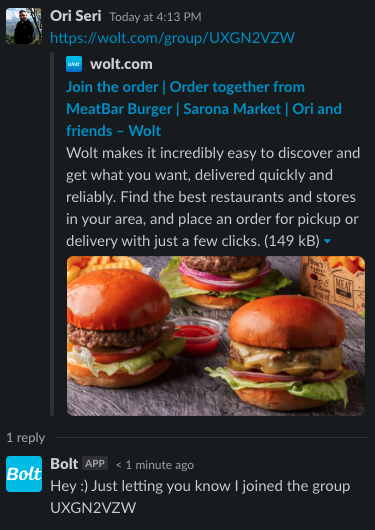 Ori Seri Today at 4:13 PM
https://wolt.com/group/UXGN2VZW
Wolt wolt.com
Join the order | Order together from
MeatBar Burger | Sarona Market | Ori and
friends – Wolt
Wolt makes it incredibly easy to discover and
get what you want, delivered quickly and
reliably. Find the best restaurants and stores
in your area, and place an order for pickup or
delivery with just a few clicks. (149 kB)
MEAT
1 reply
Bolt
Bolt APP < 1 minute ago
Hey :) Just letting you know I joined the group
UXGN2VZW